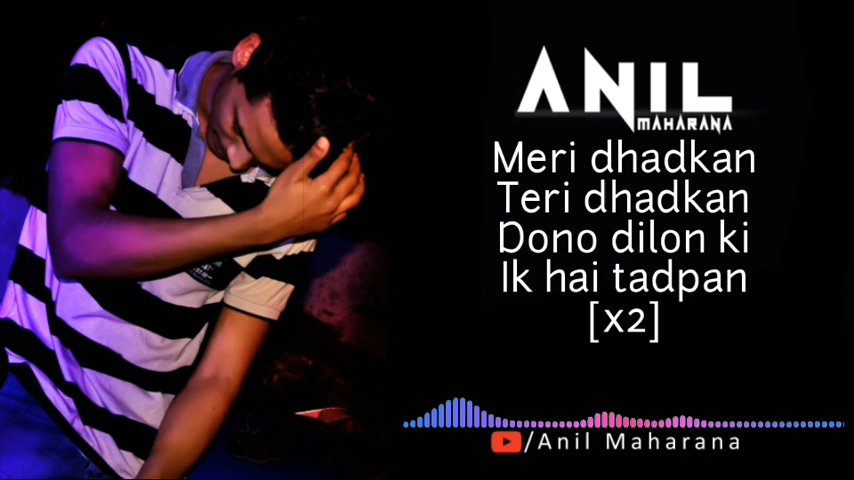 ANIL
MAHARANA
Meri dhadkan
Teri dhadkan
Dono dilon ki
Ik hai tadpan
[x2]
/Anil Maharana